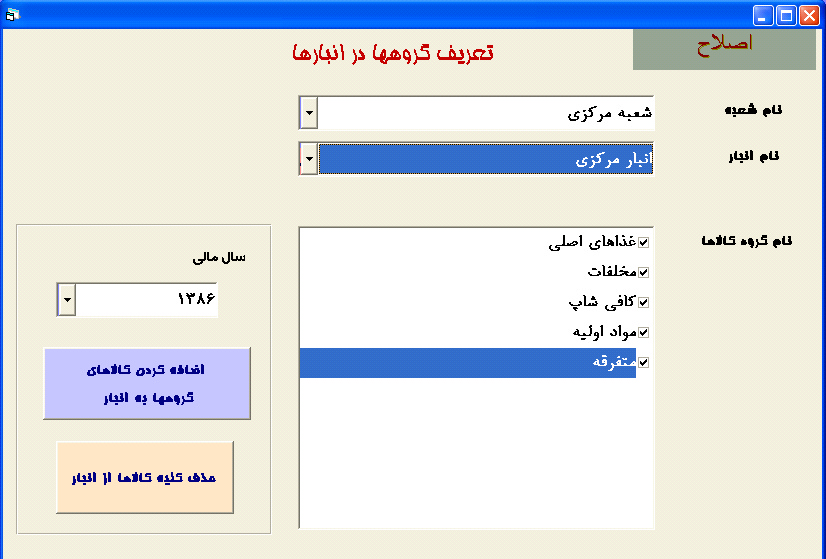 اصلاح
تعریف گروهها در انبارها
نام شعبه
شعبه مرکزی
نام انبار
انبار مرکزی
نام گروه کالاها
غذاهای اصلی
مخلفات
کافی شاپ
مواد اولیه
متفرقه
سال مالی
۱۳۸۶
اضافه کردن کالاهای
گروهها به انبار
حذف کلیه کالاها از انبار